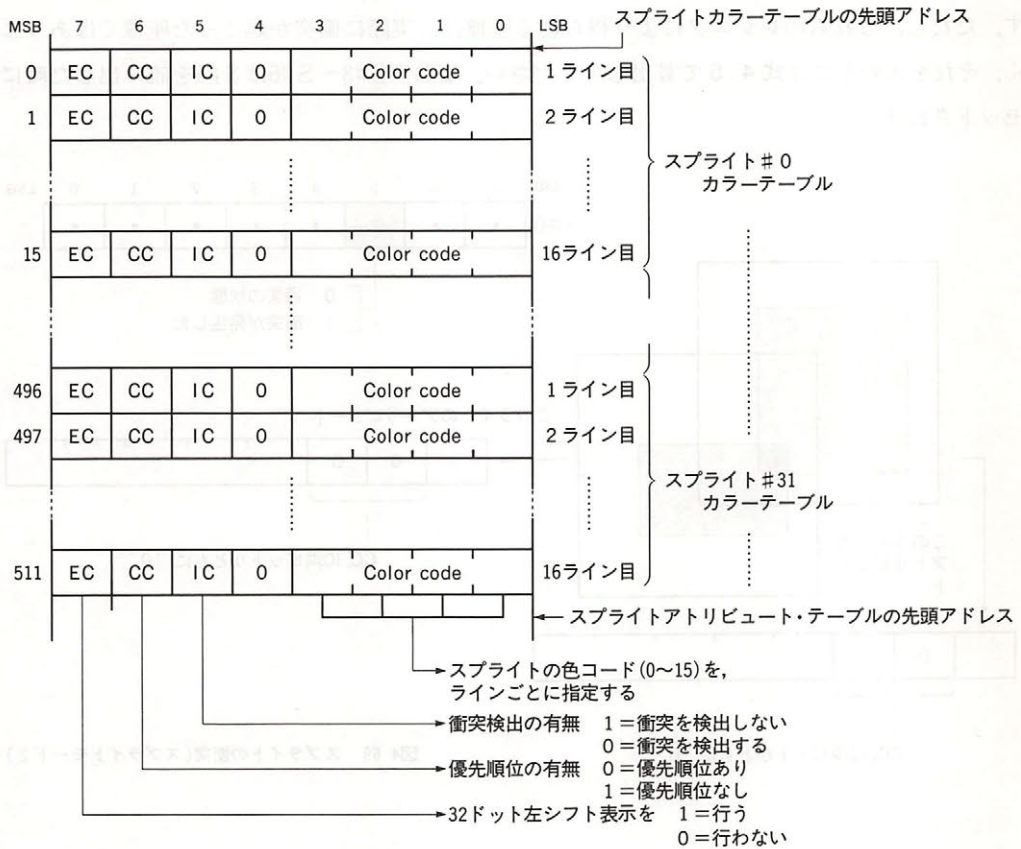 スプライトカラーテーブルの先頭アドレス
MSB 7 6 5 4 3 2 1 0 LSB
0 EC CC IC 0 Color code 1ライン目
1 EC CC IC 0 Color code 2ライン目
スプライト#0
カラーテーブル
15 EC CC IC 0 Color code 16ライン目
496 EC CC IC 0 Color code 1ライン目
497 EC CC IC 0 Color code 2ライン目
スプライト#31
カラーテーブル
511 EC CC IC 0 Color code 16ライン目
スプライトアトリビュート・テーブルの先頭アドレス
スプライトの色コード(0~15)を,
ラインごとに指定する
衝突検出の有無 1=衝突を検出しない
0=衝突を検出する
優先順位の有無 0=優先順位あり
1=優先順位なし
32ドット左シフト表示を 1=行う
0=行わない